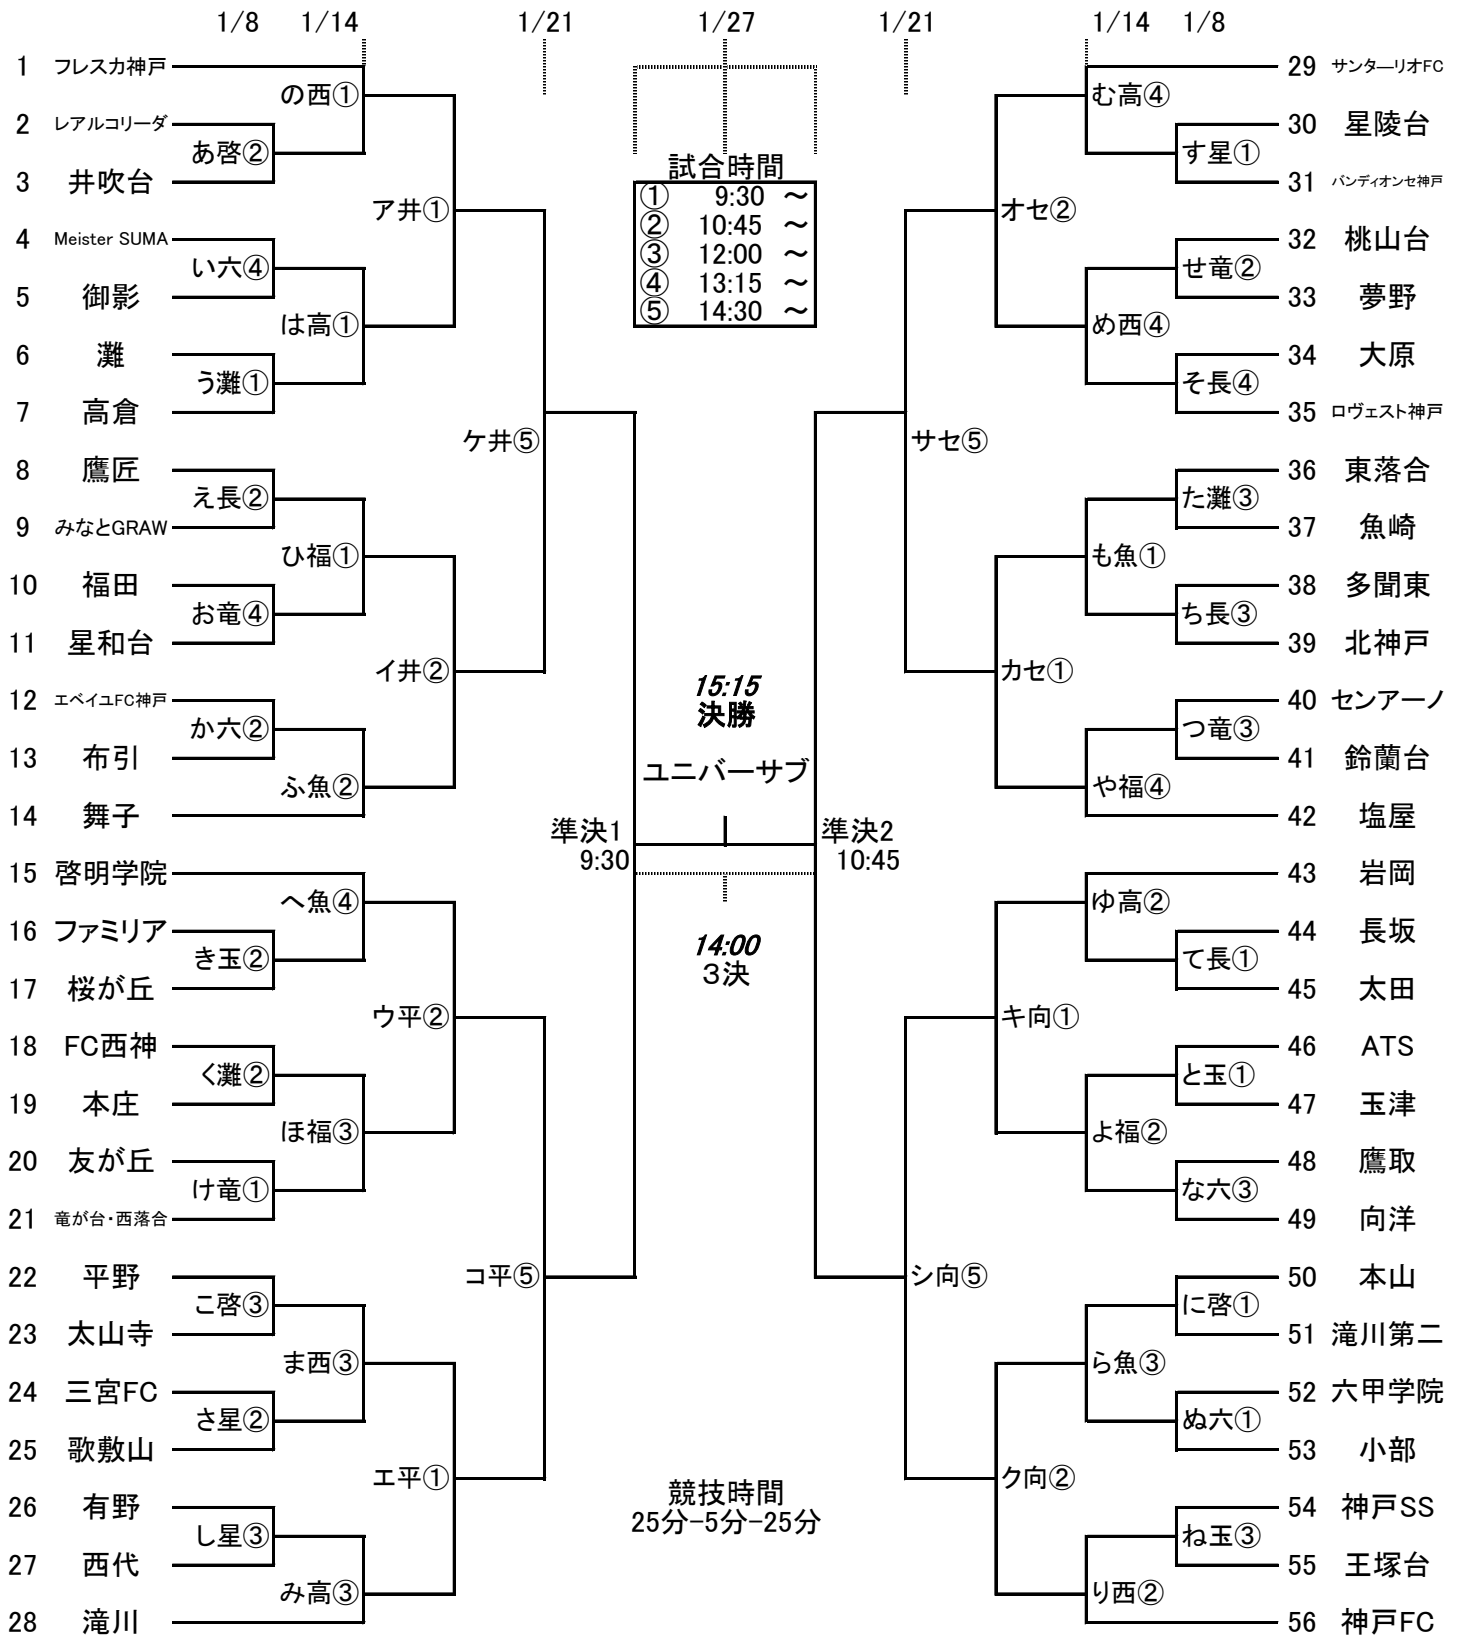 1/8 1/14 1/21 1/27 1/21 1/14 1/8
1 フレスカ神戸
の西①
2 レアルコリーダ
あ啓②
3 井吹台
ア井①
4 Meister SUMA
い六④
5 御影
は高①
6 灘
う灘①
7 高倉
ケ井⑤
8 鷹匠
え長②
9 みなとGRAW
ひ福①
10 福田
お竜④
11 星和台
イ井②
12 エベイユFC神戸
か六②
13 布引
ふ魚②
14 舞子
15 啓明学院
へ魚④
16 ファミリア
き玉②
17 桜が丘
ウ平②
18 FC西神
く灘②
19 本庄
ほ福③
20 友が丘
け竜①
21 竜が台・西落合
コ平⑤
22 平野
こ啓③
23 太山寺
ま西③
24 三宮FC
さ星②
25 歌敷山
エ平①
26 有野
し星③
27 西代
み高③
28 滝川
試合時間
① 9:30 ～
② 10:45 ～
③ 12:00 ～
④ 13:15 ～
⑤ 14:30 ～
15:15
決勝
ユニバーサブ
準決1
9:30
準決2
10:45
14:00
3決
競技時間
25分-5分-25分
29 サンターリオFC
む高④
30 星陵台
す星①
31 バンディオンセ神戸
オセ②
32 桃山台
せ竜②
33 夢野
め西④
34 大原
そ長④
35 ロヴェスト神戸
サセ⑤
36 東落合
た灘③
37 魚崎
も魚①
38 多聞東
ち長③
39 北神戸
カセ①
40 センアーノ
つ竜③
41 鈴蘭台
や福④
42 塩屋
43 岩岡
ゆ高②
44 長坂
て長①
45 太田
キ向①
46 ATS
と玉①
47 玉津
よ福②
48 鷹取
な六③
49 向洋
シ向⑤
50 本山
に啓①
51 滝川第二
ら魚③
52 六甲学院
ぬ六①
53 小部
ク向②
54 神戸SS
ね玉③
55 王塚台
り西②
56 神戸FC